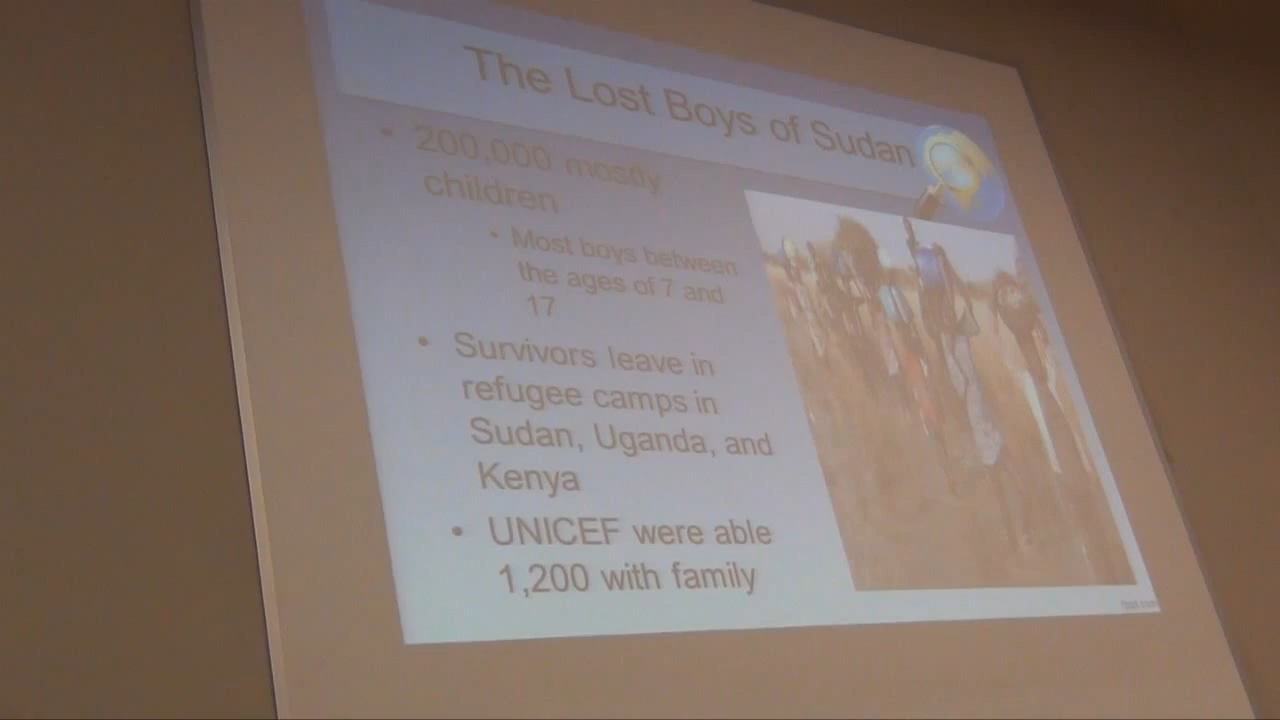 The Lost Boys of Sudan
• 200,000 mostly
children
• Most boys between
the ages of 7 and
17
• Survivors leave in
refugee camps in
Sudan, Uganda, and
Kenya
• UNICEF were able
1,200 with family